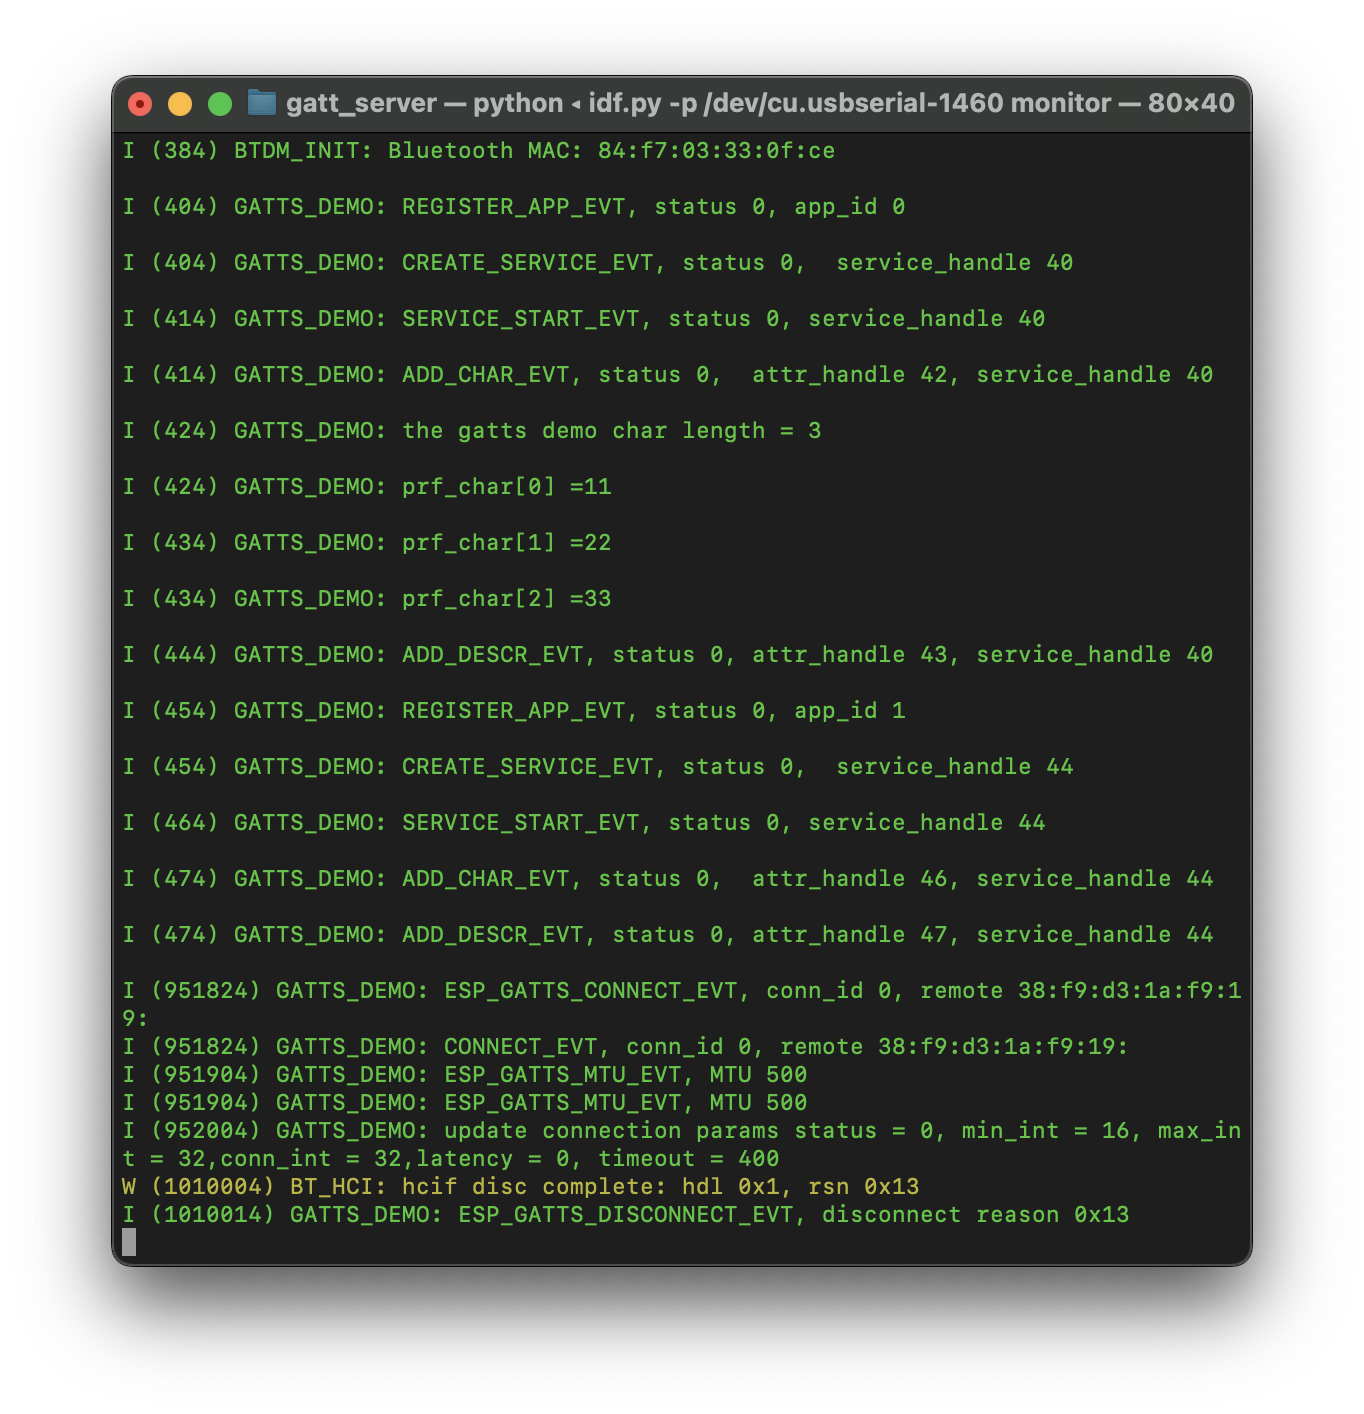 gatt_server — python ◂ idf.py -p /dev/cu.usbserial-1460 monitor — 80×40
I (384) BTDM_INIT: Bluetooth MAC: 84:f7:03:33:0f:ce
I (404) GATTS_DEMO: REGISTER_APP_EVT, status 0, app_id 0
I (404) GATTS_DEMO: CREATE_SERVICE_EVT, status 0,  service_handle 40
I (414) GATTS_DEMO: SERVICE_START_EVT, status 0, service_handle 40
I (414) GATTS_DEMO: ADD_CHAR_EVT, status 0,  attr_handle 42, service_handle 40
I (424) GATTS_DEMO: the gatts demo char length = 3
I (424) GATTS_DEMO: prf_char[0] =11
I (434) GATTS_DEMO: prf_char[1] =22
I (434) GATTS_DEMO: prf_char[2] =33
I (444) GATTS_DEMO: ADD_DESCR_EVT, status 0, attr_handle 43, service_handle 40
I (454) GATTS_DEMO: REGISTER_APP_EVT, status 0, app_id 1
I (454) GATTS_DEMO: CREATE_SERVICE_EVT, status 0,  service_handle 44
I (464) GATTS_DEMO: SERVICE_START_EVT, status 0, service_handle 44
I (474) GATTS_DEMO: ADD_CHAR_EVT, status 0,  attr_handle 46, service_handle 44
I (474) GATTS_DEMO: ADD_DESCR_EVT, status 0, attr_handle 47, service_handle 44
I (951824) GATTS_DEMO: ESP_GATTS_CONNECT_EVT, conn_id 0, remote 38:f9:d3:1a:f9:1
9:
I (951824) GATTS_DEMO: CONNECT_EVT, conn_id 0, remote 38:f9:d3:1a:f9:19:
I (951904) GATTS_DEMO: ESP_GATTS_MTU_EVT, MTU 500
I (951904) GATTS_DEMO: ESP_GATTS_MTU_EVT, MTU 500
I (952004) GATTS_DEMO: update connection params status = 0, min_int = 16, max_in
t = 32,conn_int = 32,latency = 0, timeout = 400
W (1010004) BT_HCI: hcif disc complete: hdl 0x1, rsn 0x13
I (1010014) GATTS_DEMO: ESP_GATTS_DISCONNECT_EVT, disconnect reason 0x13